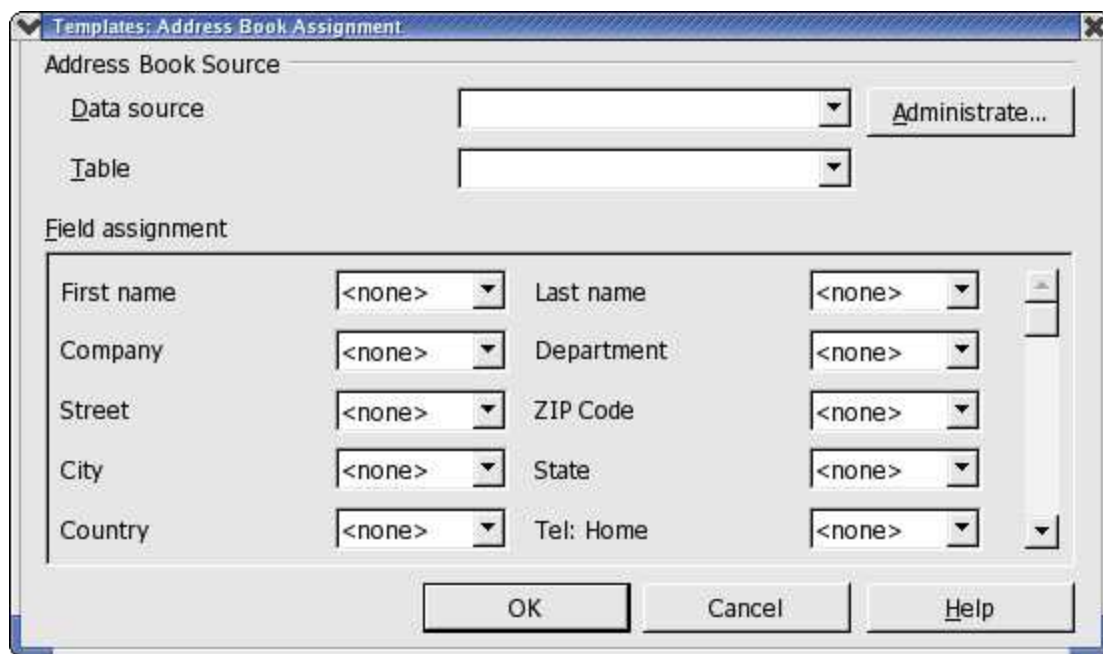 Templates: Address Book Assignment
Address Book Source
Data source
Administrate...
Table
Field assignment
First name <none> Last name <none>
Company <none> Department <none>
Street <none> ZIP Code <none>
City <none> State <none>
Country <none> Tel: Home <none>
OK Cancel Help